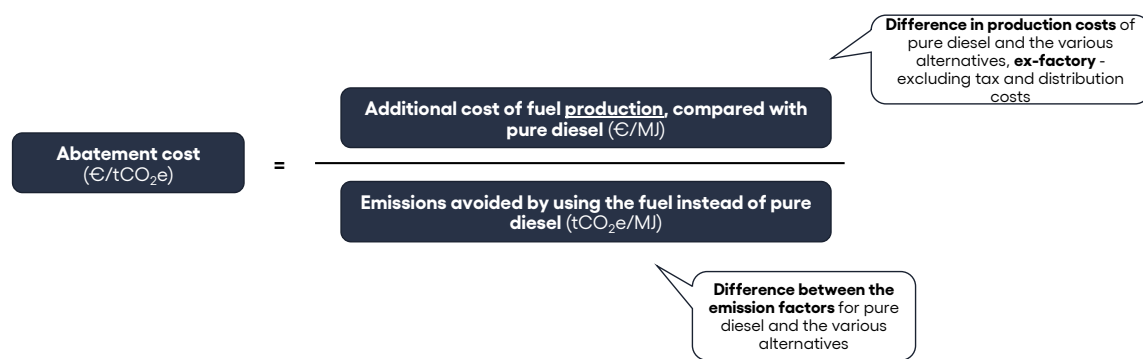 Difference in production costs of
pure diesel and the various
alternatives, ex-factory -
excluding tax and distribution
costs
Additional cost of fuel production, compared with
pure diesel (€/MJ)
Abatement cost
(€/tCO₂e)
=
Emissions avoided by using the fuel instead of pure
diesel (tCO₂e/MJ)
Difference between the
emission factors for pure
diesel and the various
alternatives